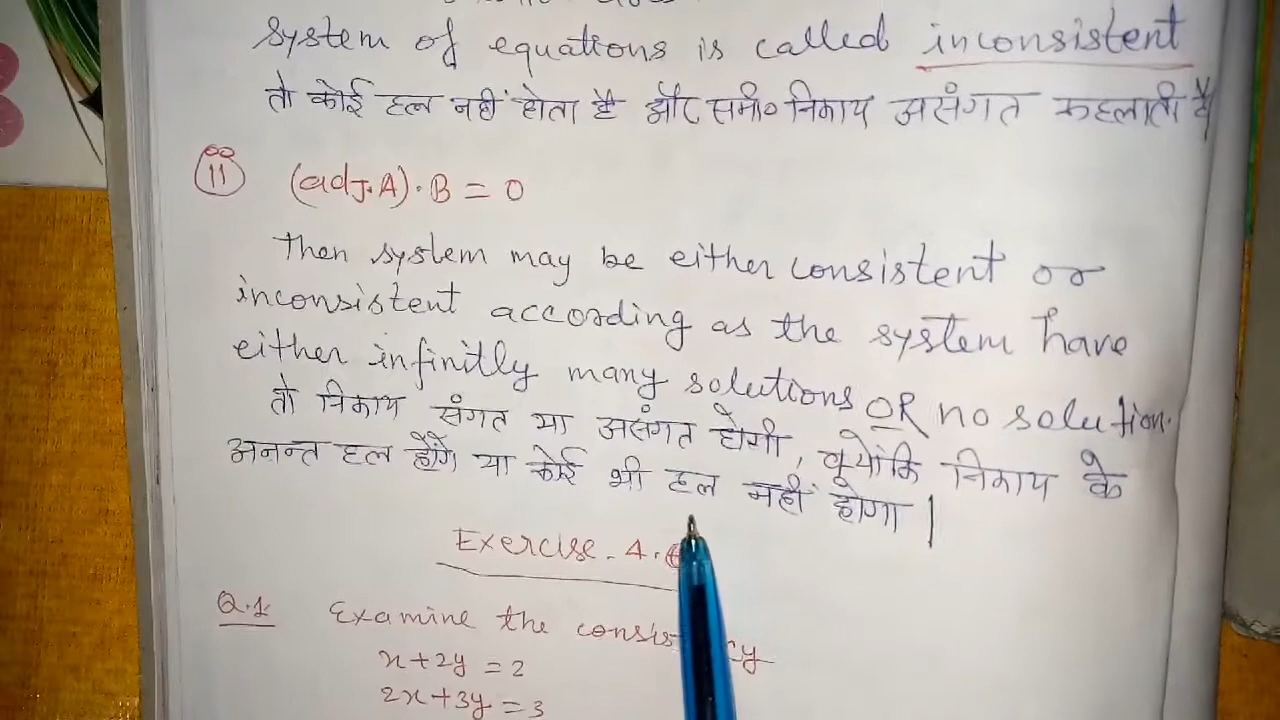 system of equations is called inconsistent
तो कोई हल नहीं होता है और समी० निकाय असंगत कहलाती है
(ii) (adj.A).B = 0
Then system may be either consistent or
inconsistent according as the system have
either infinitly many solutions OR no solution.
तो निकाय संगत या असंगत होगी, क्योंकि निकाय के
अनन्त हल होंगे या कोई भी हल नहीं होगा |
Exercise - 4.
Q.1 Examine the consistency
x+2y = 2
2x+3y = 3